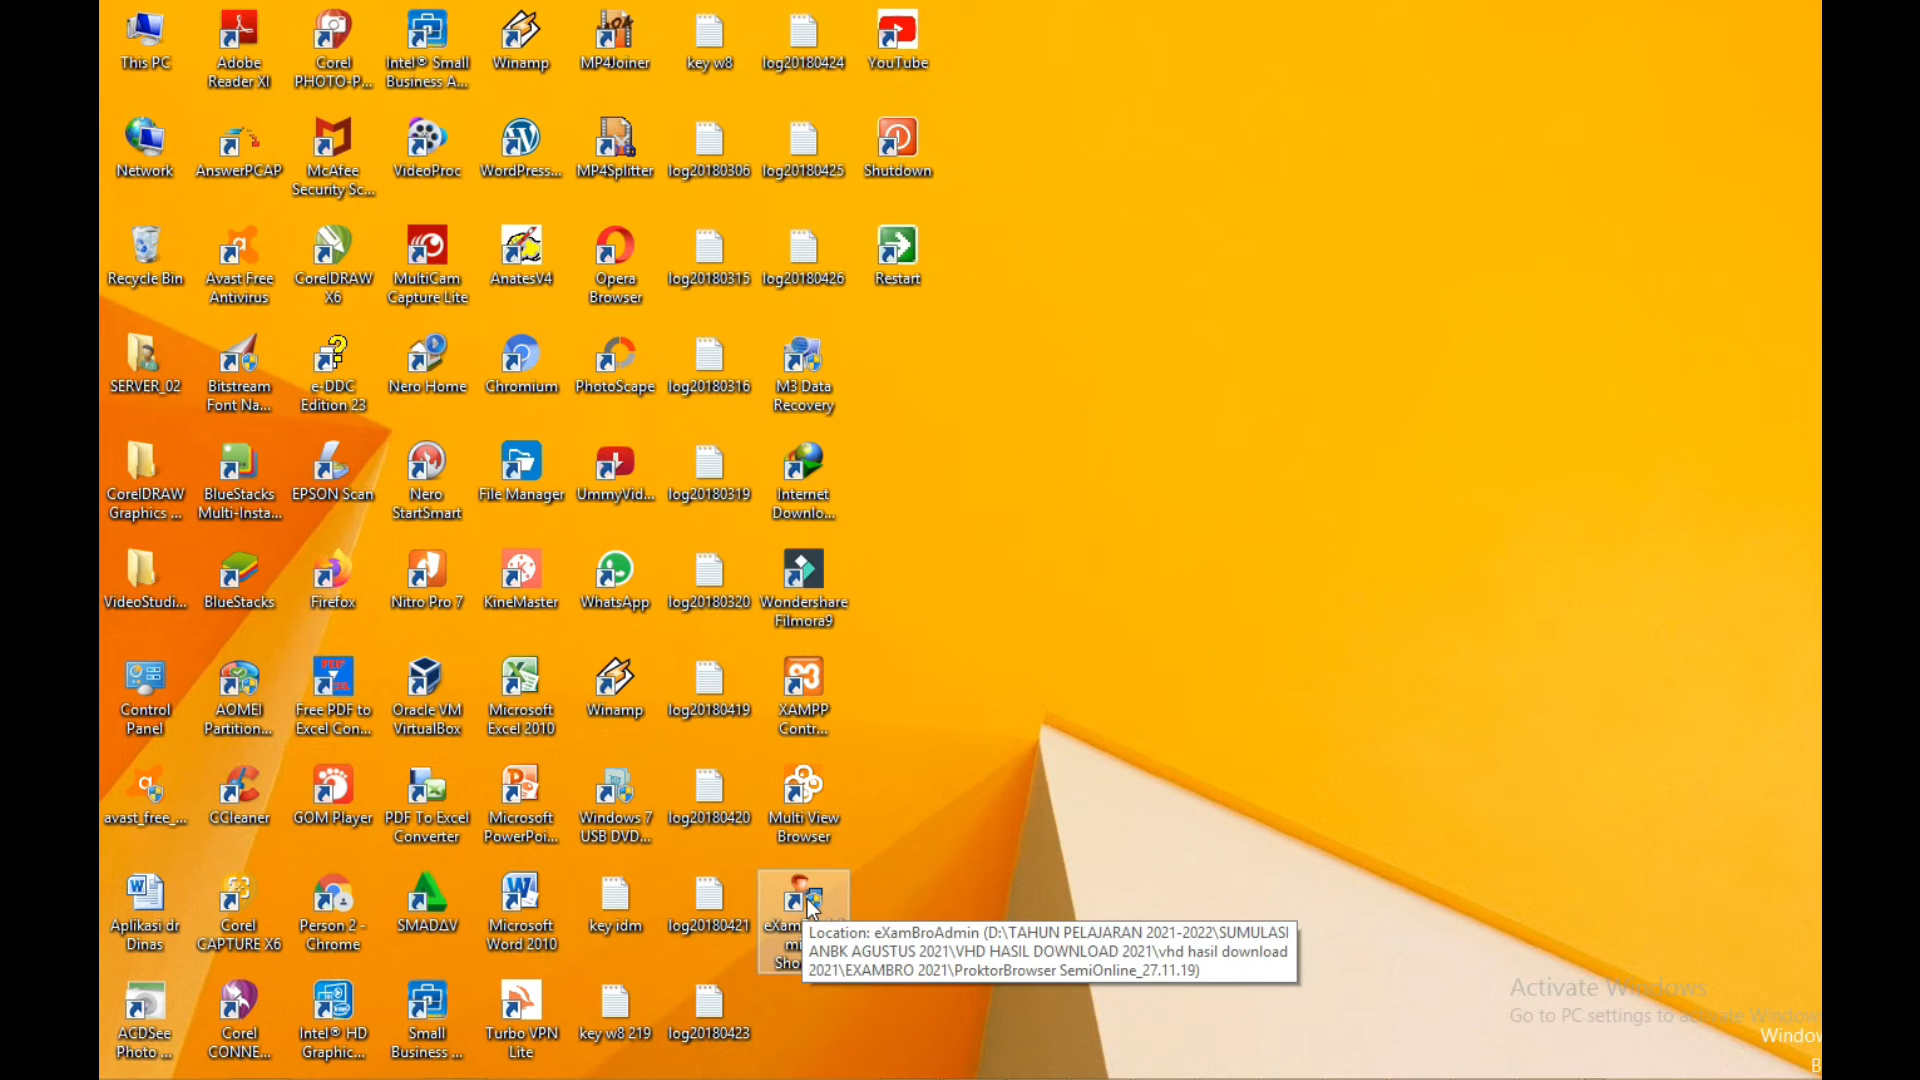 This PC
Adobe
Reader XI
Corel
PHOTO-P...
Intel® Small
Business A...
Winamp
MP4Joiner
key w8
log20180424
YouTube
Network
AnswerPCAP
McAfee
Security Sc...
VideoProc
WordPress...
MP4Splitter
log20180306
log20180425
Shutdown
Recycle Bin
Avast Free
Antivirus
CorelDRAW
X6
MultiCam
Capture Lite
AnatesV4
Opera
Browser
log20180315
log20180426
Restart
SERVER_02
Bitstream
Font Na...
e-DDC
Edition 23
Nero Home
Chromium
PhotoScape
log20180316
M3 Data
Recovery
CorelDRAW
Graphics ...
BlueStacks
Multi-Insta...
EPSON Scan
Nero
StartSmart
File Manager
UmmyVid...
log20180319
Internet
Downlo...
VideoStudi...
BlueStacks
Firefox
Nitro Pro 7
KineMaster
WhatsApp
log20180320
Wondershare
Filmora9
Control
Panel
AOMEI
Partition...
Free PDF to
Excel Con...
Oracle VM
VirtualBox
Microsoft
Excel 2010
Winamp
log20180419
XAMPP
Contr...
avast_free_...
CCleaner
GOM Player
PDF To Excel
Converter
Microsoft
PowerPoi...
Windows 7
USB DVD...
log20180420
Multi View
Browser
Aplikasi dr
Dinas
Corel
CAPTURE X6
Person 2 -
Chrome
SMADAV
Microsoft
Word 2010
key idm
log20180421
Location: eXamBroAdmin (D:\TAHUN PELAJARAN 2021-2022\SUMULASI
ANBK AGUSTUS 2021\VHD HASIL DOWNLOAD 2021\vhd hasil download
2021\EXAMBRO 2021\ProktorBrowser SemiOnline_27.11.19)
ACDSee
Photo ...
Corel
CONNE...
Intel® HD
Graphic...
Small
Business ...
Turbo VPN
Lite
key w8 219
log20180423
Activate Windows
Go to PC settings to activate Window
Window
B